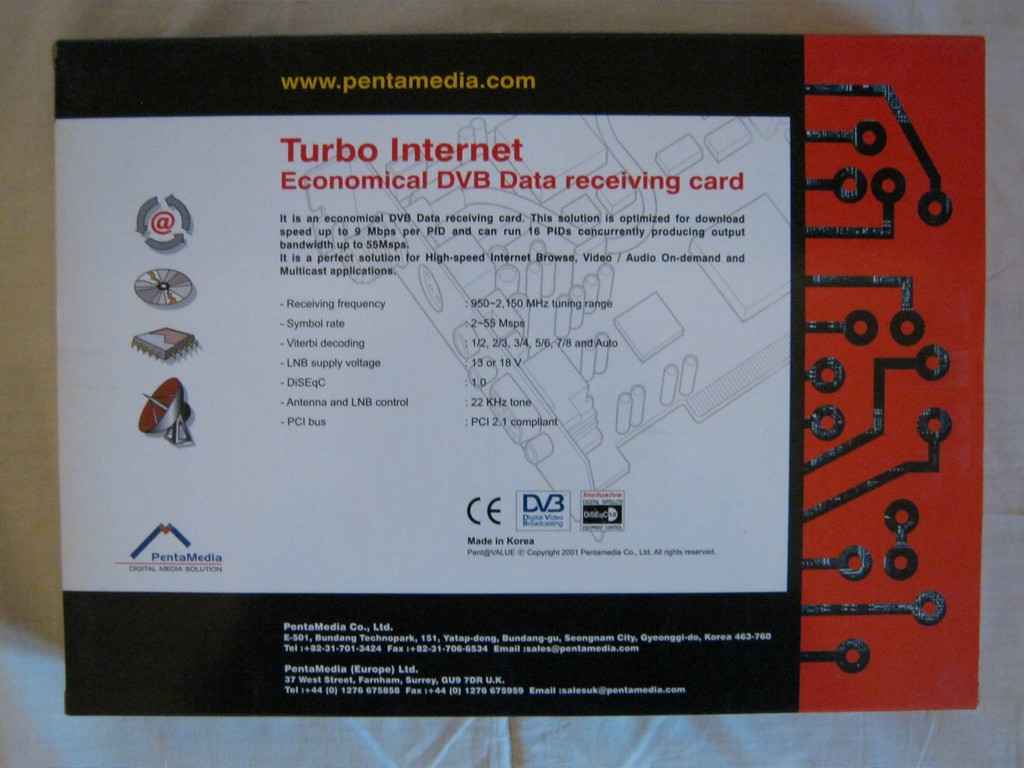 www.pentamedia.com
Turbo Internet
Economical DVB Data receiving card
It is an economical DVB Data receiving card. This solution is optimized for download
speed up to 9 Mbps per PID and can run 16 PIDs concurrently producing output
bandwidth up to 55Msps.
It is a perfect solution for High-speed Internet Browse, Video / Audio On-demand and
Multicast applications.
- Receiving frequency : 950~2,150 MHz tuning range
- Symbol rate : 2~55 Msps
- Viterbi decoding : 1/2, 2/3, 3/4, 5/6, 7/8 and Auto
- LNB supply voltage : 13 or 18 V
- DiSEqC : 1.0
- Antenna and LNB control : 22 KHz tone
- PCI bus : PCI 2.1 compliant
@
CE
DVB
Digital Video
Broadcasting
Inclusive
DIGITAL SATELLITE
DiSEqC 1.0
EQUIPMENT CONTROL
Made in Korea
Pent@VALUE © Copyright 2001 Pentamedia Co., Ltd. All rights reserved.
PentaMedia
DIGITAL MEDIA SOLUTION
PentaMedia Co., Ltd.
E-501, Bundang Technopark, 151, Yatap-dong, Bundang-gu, Seongnam City, Gyeonggi-do, Korea 463-760
Tel :+82-31-701-3424 Fax :+82-31-706-6534 Email :sales@pentamedia.com
PentaMedia (Europe) Ltd.
37 West Street, Farnham, Surrey, GU9 7DR U.K.
Tel :+44 (0) 1276 675858 Fax :+44 (0) 1276 675959 Email :salesuk@pentamedia.com